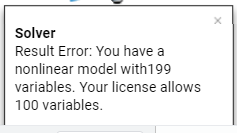 Solver
Result Error: You have a
nonlinear model with199
variables. Your license allows
100 variables.